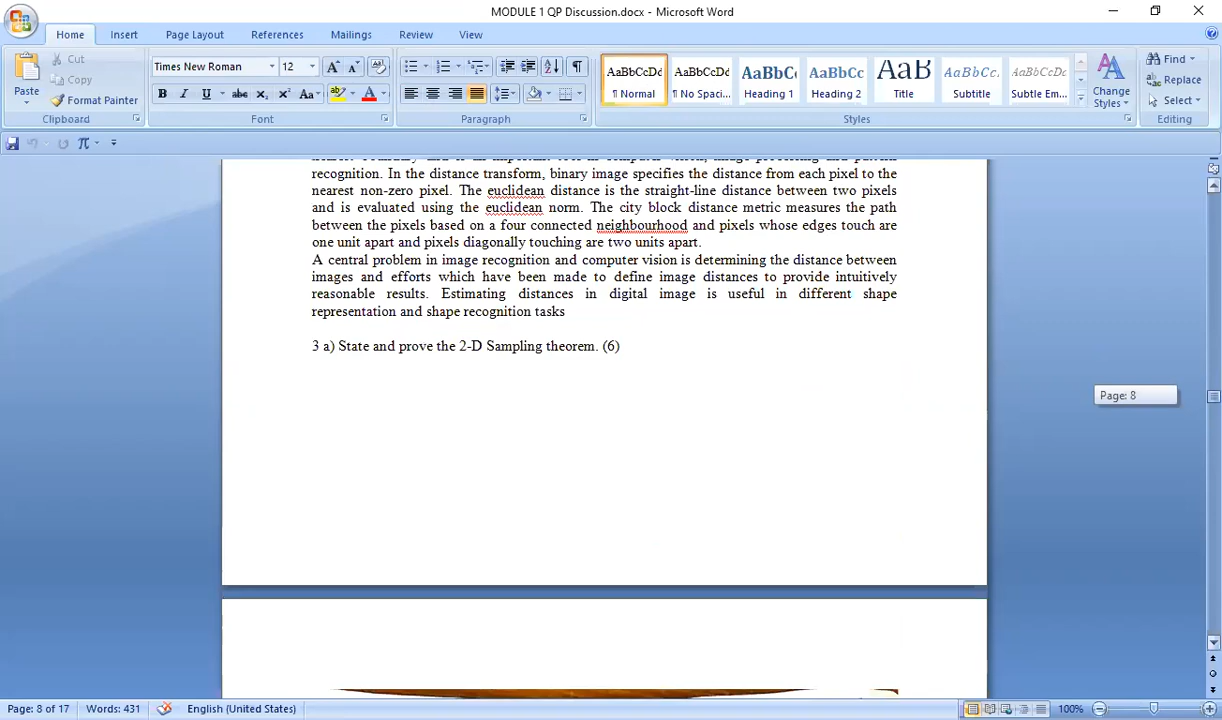 MODULE 1 QP Discussion.docx - Microsoft Word
Home Insert Page Layout References Mailings Review View
Paste
Cut
Copy
Format Painter
Clipboard
Times New Roman 12
B I U abc x₂ x² Aa
Font
Paragraph
AaBbCcDd AaBbCcDd AaBbC AaBbCc AaB AaBbCc. AaBbCcDd
¶ Normal ¶ No Spaci... Heading 1 Heading 2 Title Subtitle Subtle Em...
Styles
Change
Styles
Find
Replace
Select
Editing
recognition. In the distance transform, binary image specifies the distance from each pixel to the
nearest non-zero pixel. The euclidean distance is the straight-line distance between two pixels
and is evaluated using the euclidean norm. The city block distance metric measures the path
between the pixels based on a four connected neighbourhood and pixels whose edges touch are
one unit apart and pixels diagonally touching are two units apart.
A central problem in image recognition and computer vision is determining the distance between
images and efforts which have been made to define image distances to provide intuitively
reasonable results. Estimating distances in digital image is useful in different shape
representation and shape recognition tasks
3 a) State and prove the 2-D Sampling theorem. (6)
Page: 8
Page: 8 of 17 Words: 431 English (United States) 100%